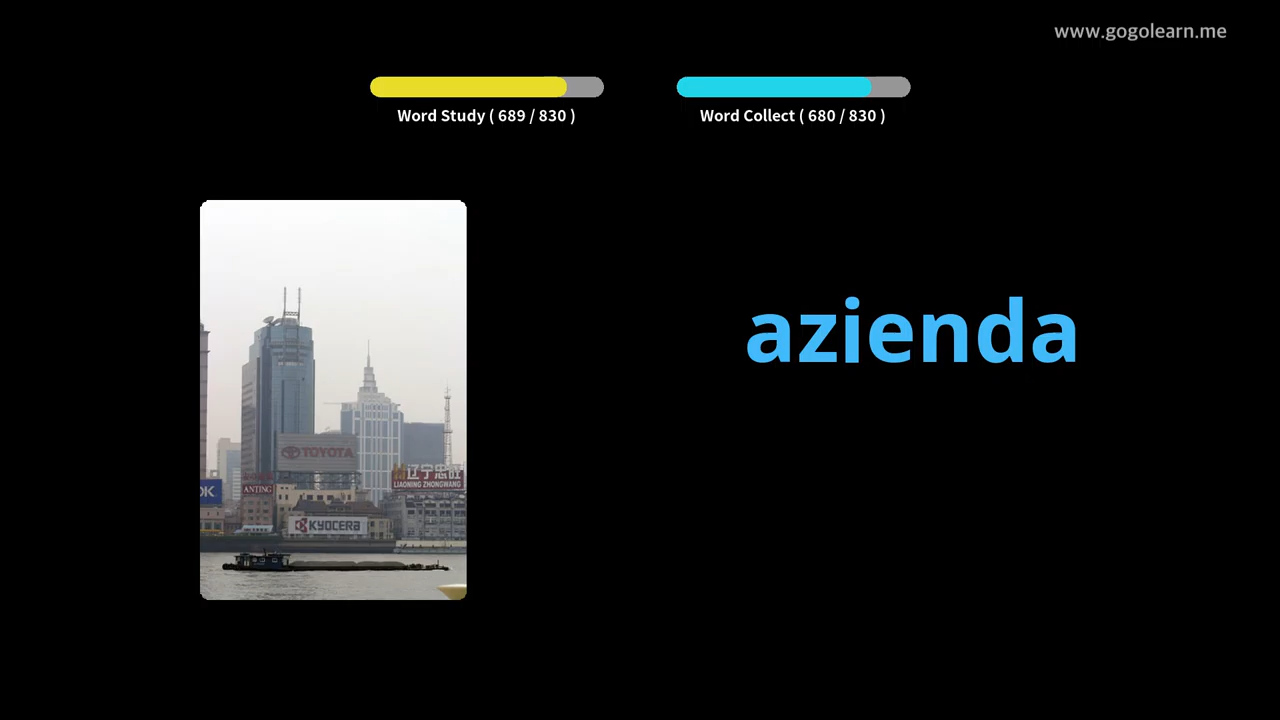 www.gogolearn.me
Word Study ( 689 / 830 )
Word Collect ( 680 / 830 )
azienda
TOYOTA
辽宁忠旺
LIAONING ZHONGWANG
OK
ANTING
KYOCERA